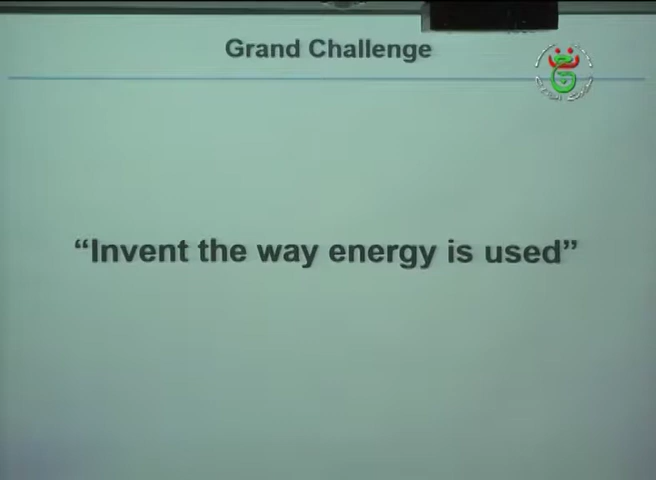 Grand Challenge
“Invent the way energy is used”